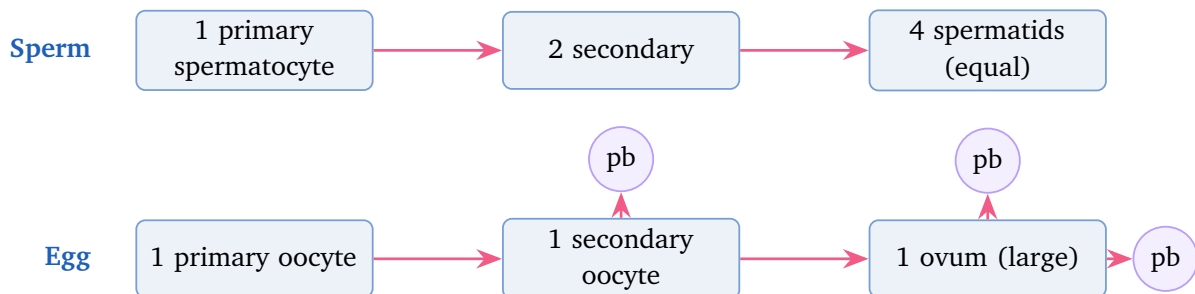 Sperm
1 primary
spermatocyte
2 secondary
4 spermatids
(equal)
pb
pb
Egg
1 primary oocyte
1 secondary
oocyte
1 ovum (large)
pb